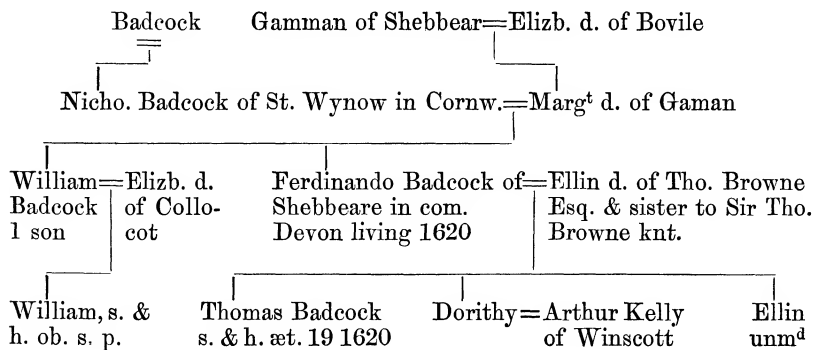 Badcock Gamman of Shebbear=Elizb. d. of Bovile
Nicho. Badcock of St. Wynow in Cornw.=Margᵗ d. of Gaman
William=Elizb. d. Ferdinando Badcock of=Ellin d. of Tho. Browne
Badcock of Collo- Shebbeare in com. Esq. & sister to Sir Tho.
1 son cot Devon living 1620 Browne knt.
William, s. & Thomas Badcock Dorithy=Arthur Kelly Ellin
h. ob. s. p. s. & h. æt. 19 1620 of Winscott unmᵈ